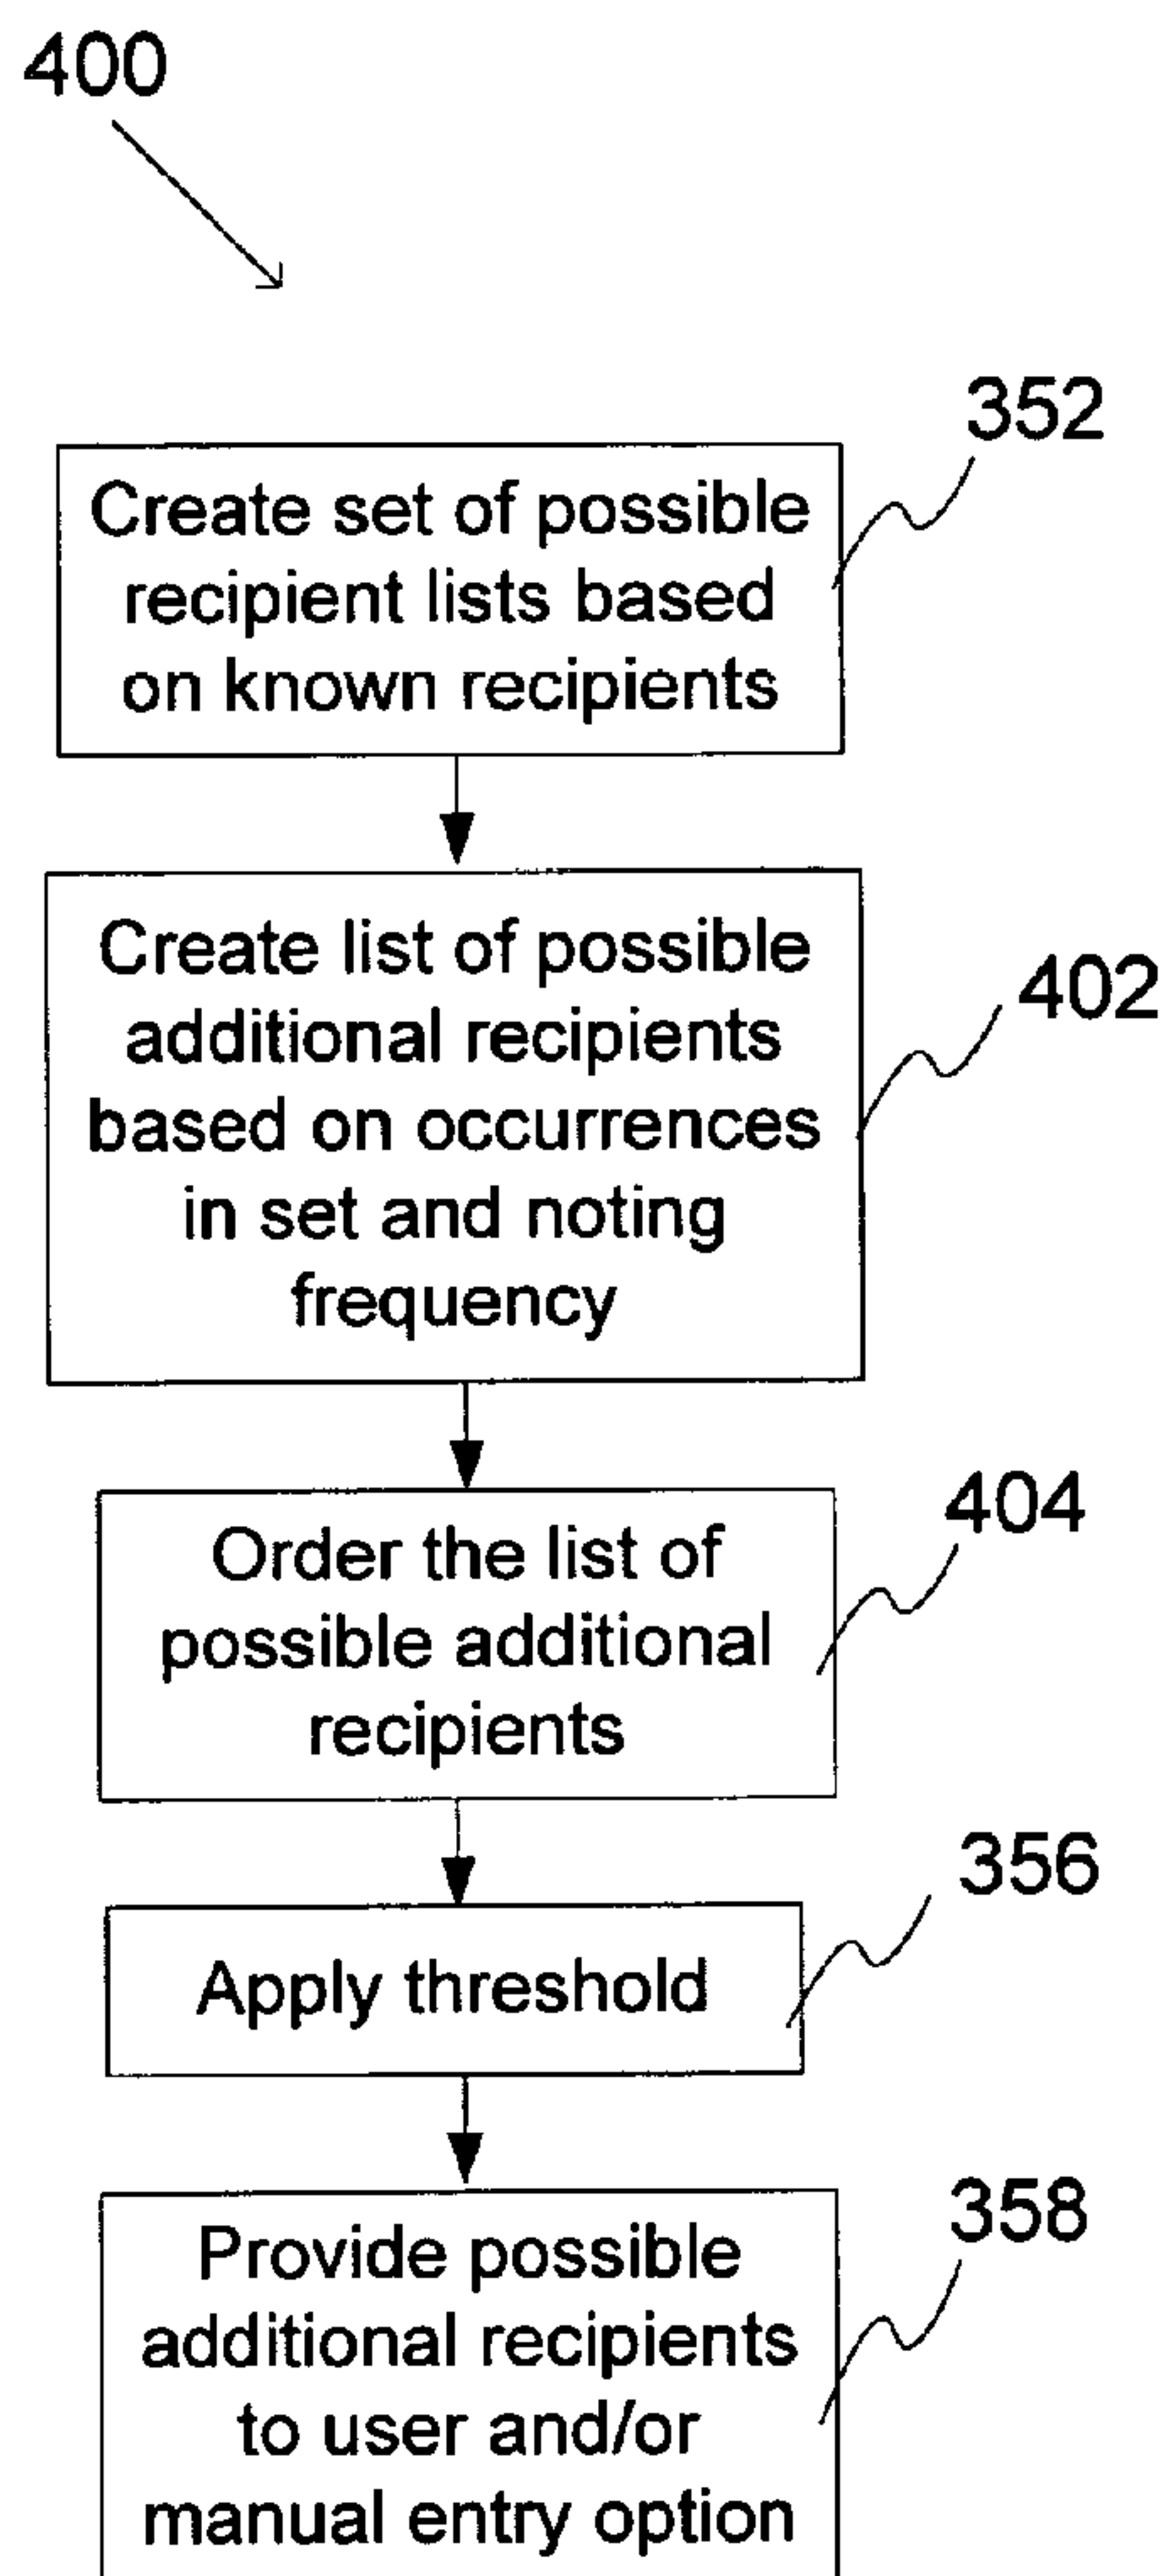 400
352
Create set of possible
recipient lists based
on known recipients
402
Create list of possible
additional recipients
based on occurrences
in set and noting
frequency
404
Order the list of
possible additional
recipients
356
Apply threshold
358
Provide possible
additional recipients
to user and/or
manual entry option